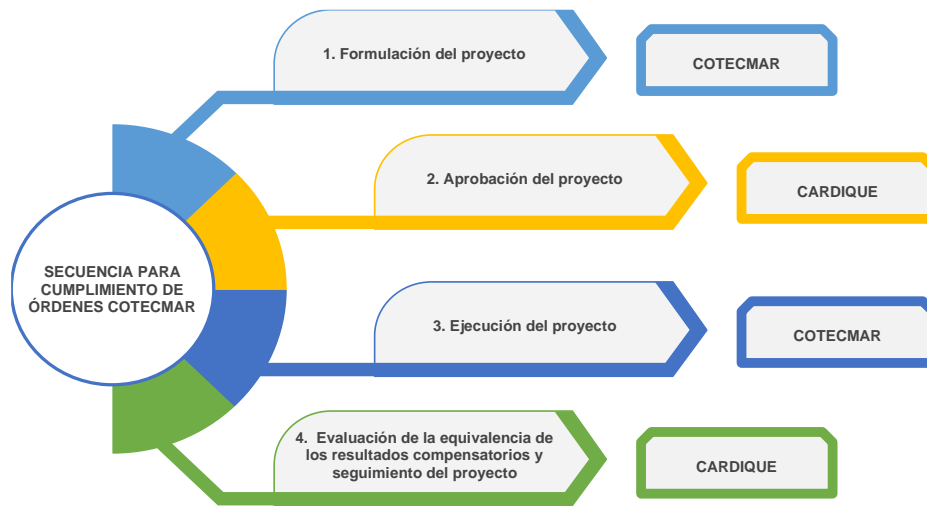 1. Formulación del proyecto
COTECMAR
2. Aprobación del proyecto
CARDIQUE
SECUENCIA PARA
CUMPLIMIENTO DE
ÓRDENES COTECMAR
3. Ejecución del proyecto
COTECMAR
4. Evaluación de la equivalencia de
los resultados compensatorios y
seguimiento del proyecto
CARDIQUE